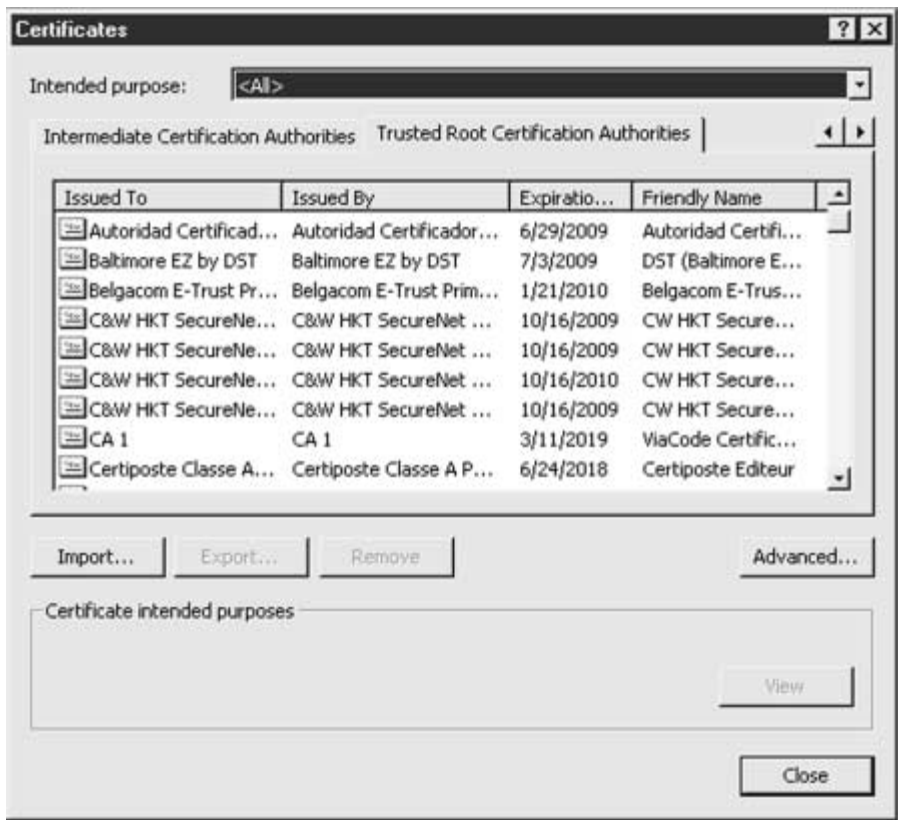 Certificates
Intended purpose: <All>
Intermediate Certification Authorities Trusted Root Certification Authorities
Issued To Issued By Expiratio... Friendly Name
Autoridad Certificad... Autoridad Certificador... 6/29/2009 Autoridad Certifi...
Baltimore EZ by DST Baltimore EZ by DST 7/3/2009 DST (Baltimore E...
Belgacom E-Trust Pr... Belgacom E-Trust Prim... 1/21/2010 Belgacom E-Trus...
C&W HKT SecureNe... C&W HKT SecureNet ... 10/16/2009 CW HKT Secure...
C&W HKT SecureNe... C&W HKT SecureNet ... 10/16/2009 CW HKT Secure...
C&W HKT SecureNe... C&W HKT SecureNet ... 10/16/2010 CW HKT Secure...
C&W HKT SecureNe... C&W HKT SecureNet ... 10/16/2009 CW HKT Secure...
CA 1 CA 1 3/11/2019 ViaCode Certific...
Certiposte Classe A... Certiposte Classe A P... 6/24/2018 Certiposte Editeur
Import... Export... Remove Advanced...
Certificate intended purposes
View
Close